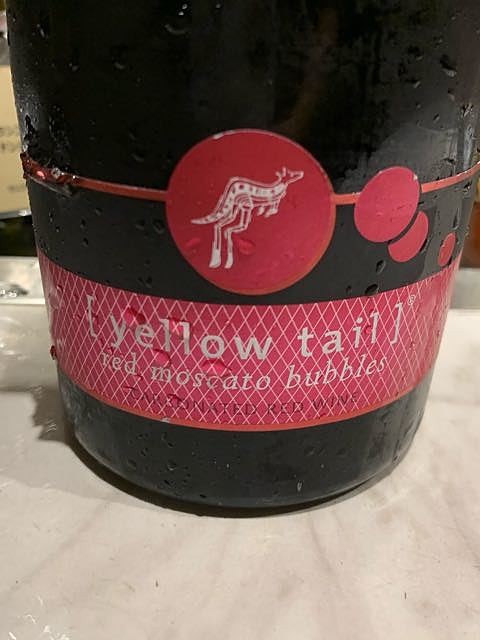 [ yellow tail ]®
red moscato bubbles
CARBONATED RED WINE